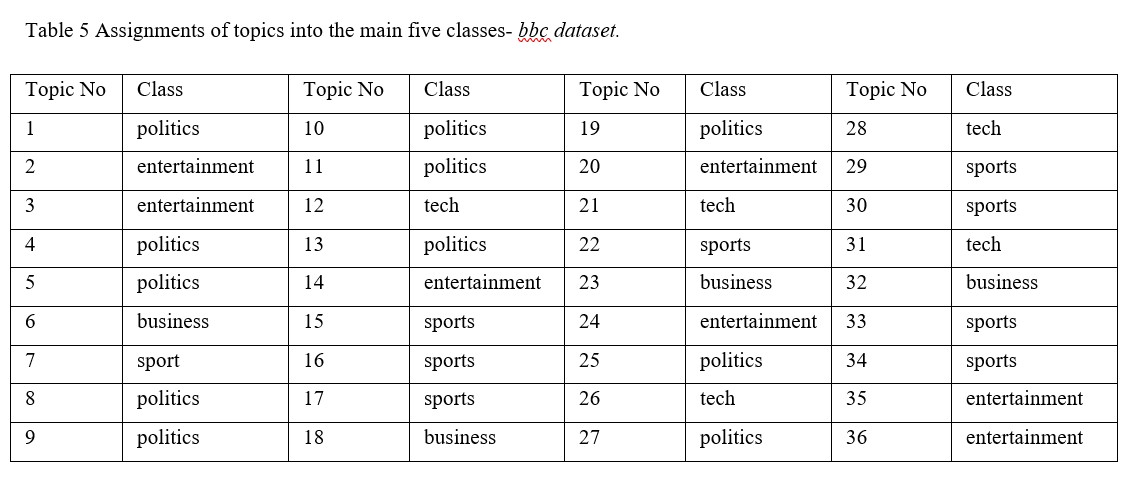 Table 5 Assignments of topics into the main five classes- bbc dataset.
Topic No Class Topic No Class Topic No Class Topic No Class
1 politics 10 politics 19 politics 28 tech
2 entertainment 11 politics 20 entertainment 29 sports
3 entertainment 12 tech 21 tech 30 sports
4 politics 13 politics 22 sports 31 tech
5 politics 14 entertainment 23 business 32 business
6 business 15 sports 24 entertainment 33 sports
7 sport 16 sports 25 politics 34 sports
8 politics 17 sports 26 tech 35 entertainment
9 politics 18 business 27 politics 36 entertainment